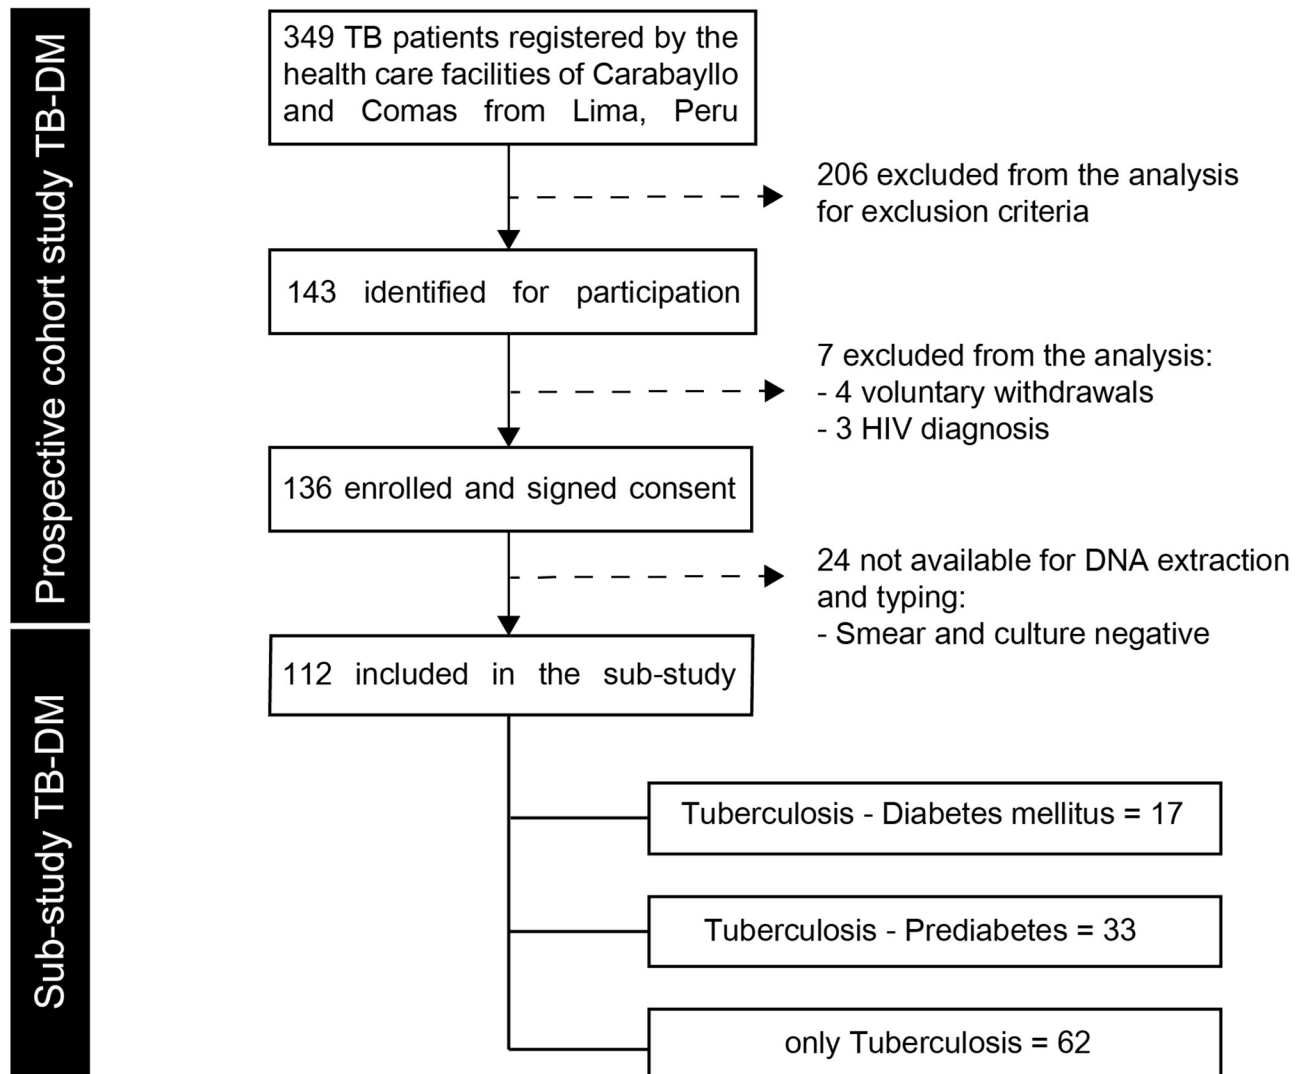 Prospective cohort study TB-DM
349 TB patients registered by the
health care facilities of Carabayllo
and Comas from Lima, Peru
206 excluded from the analysis
for exclusion criteria
143 identified for participation
7 excluded from the analysis:
- 4 voluntary withdrawals
- 3 HIV diagnosis
136 enrolled and signed consent
24 not available for DNA extraction
and typing:
- Smear and culture negative
Sub-study TB-DM
112 included in the sub-study
Tuberculosis - Diabetes mellitus = 17
Tuberculosis - Prediabetes = 33
only Tuberculosis = 62